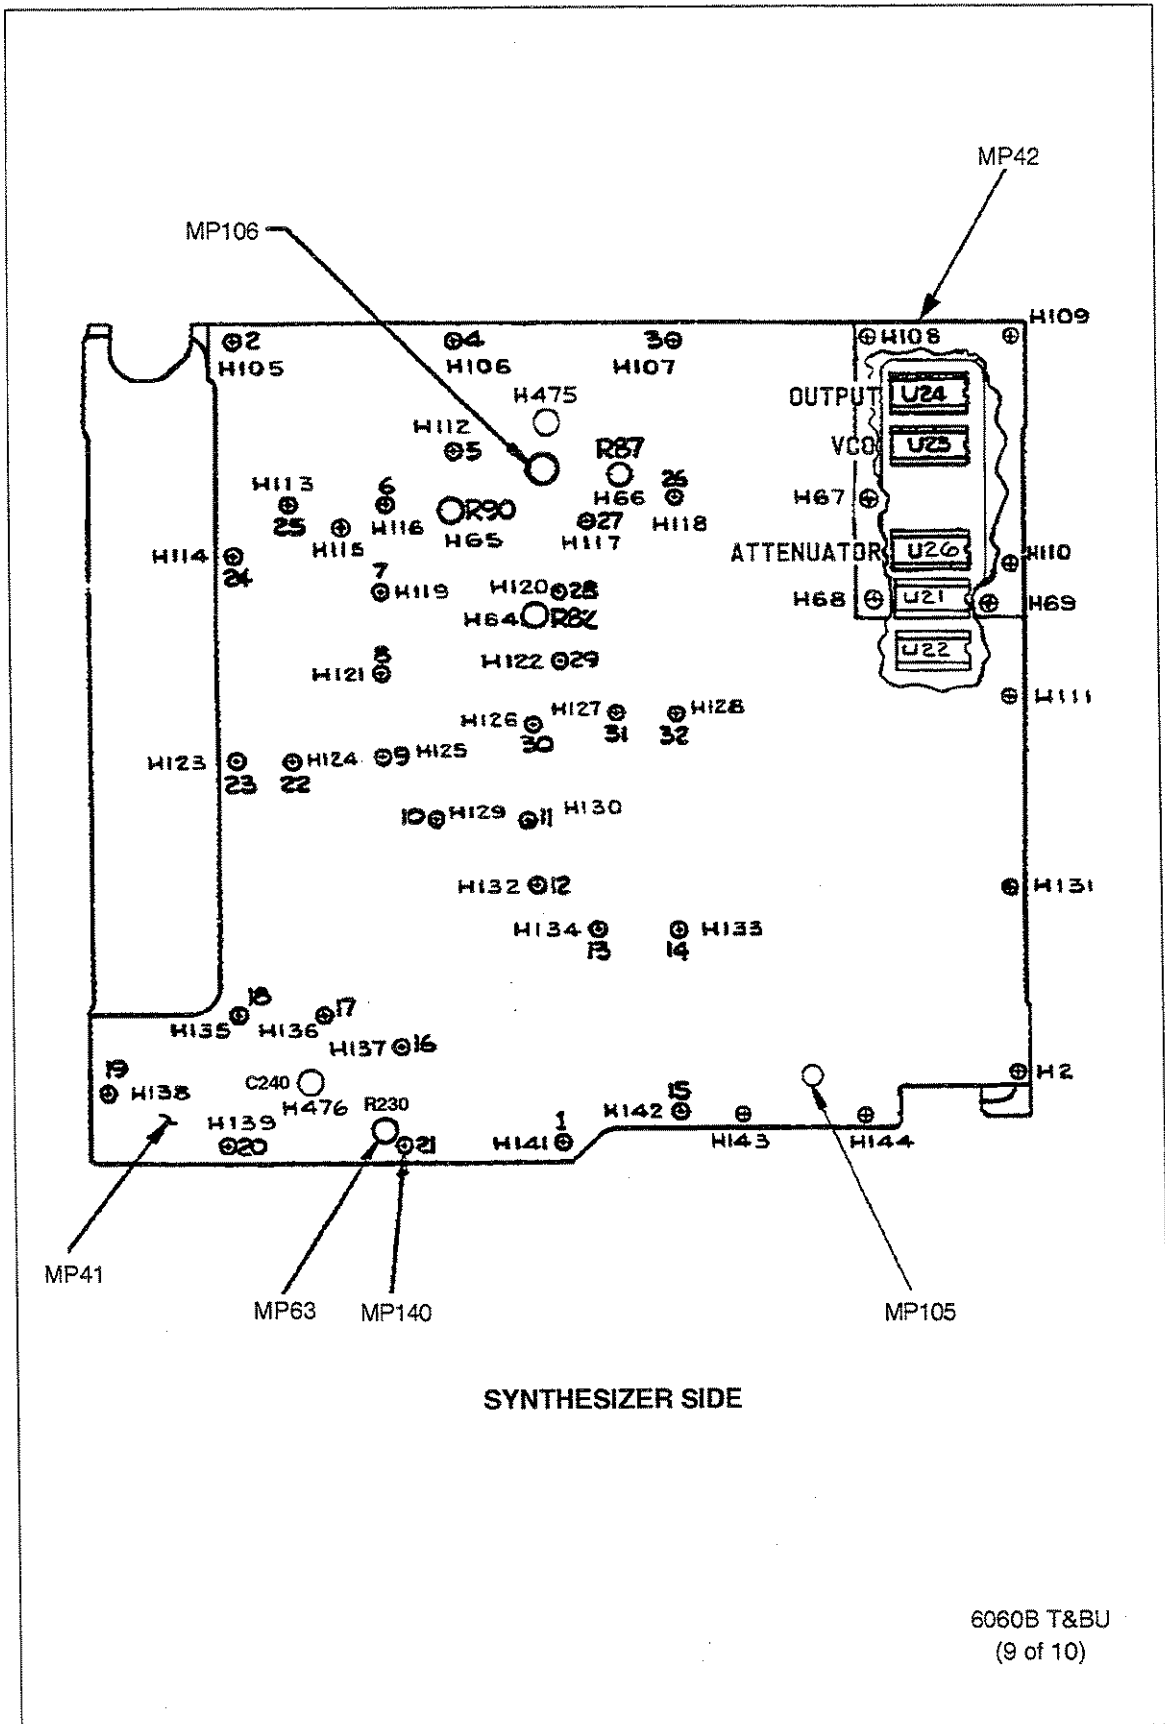 MP42
MP106
H109
2
4
3
H108
H105
H106
H107
H475
OUTPUT
U24
H112
5
R87
VCO
U23
H113
6
26
25
H116
R90
H66
H67
H115
H65
27
H118
H117
H114
24
ATTENUATOR
U26
H110
7
H119
H120
28
H68
U21
H69
H64
R82
U22
8
H121
H122
29
H111
H126
H127
H128
30
31
32
H123
H124
9
H125
23
22
10
H129
11
H130
H132
12
H131
H134
H133
13
14
18
17
H135
H136
H137
16
19
H138
C240
H476
H2
R230
15
H142
H139
20
21
1
H141
H143
H144
MP41
MP63
MP140
MP105
SYNTHESIZER SIDE
6060B T&BU
(9 of 10)